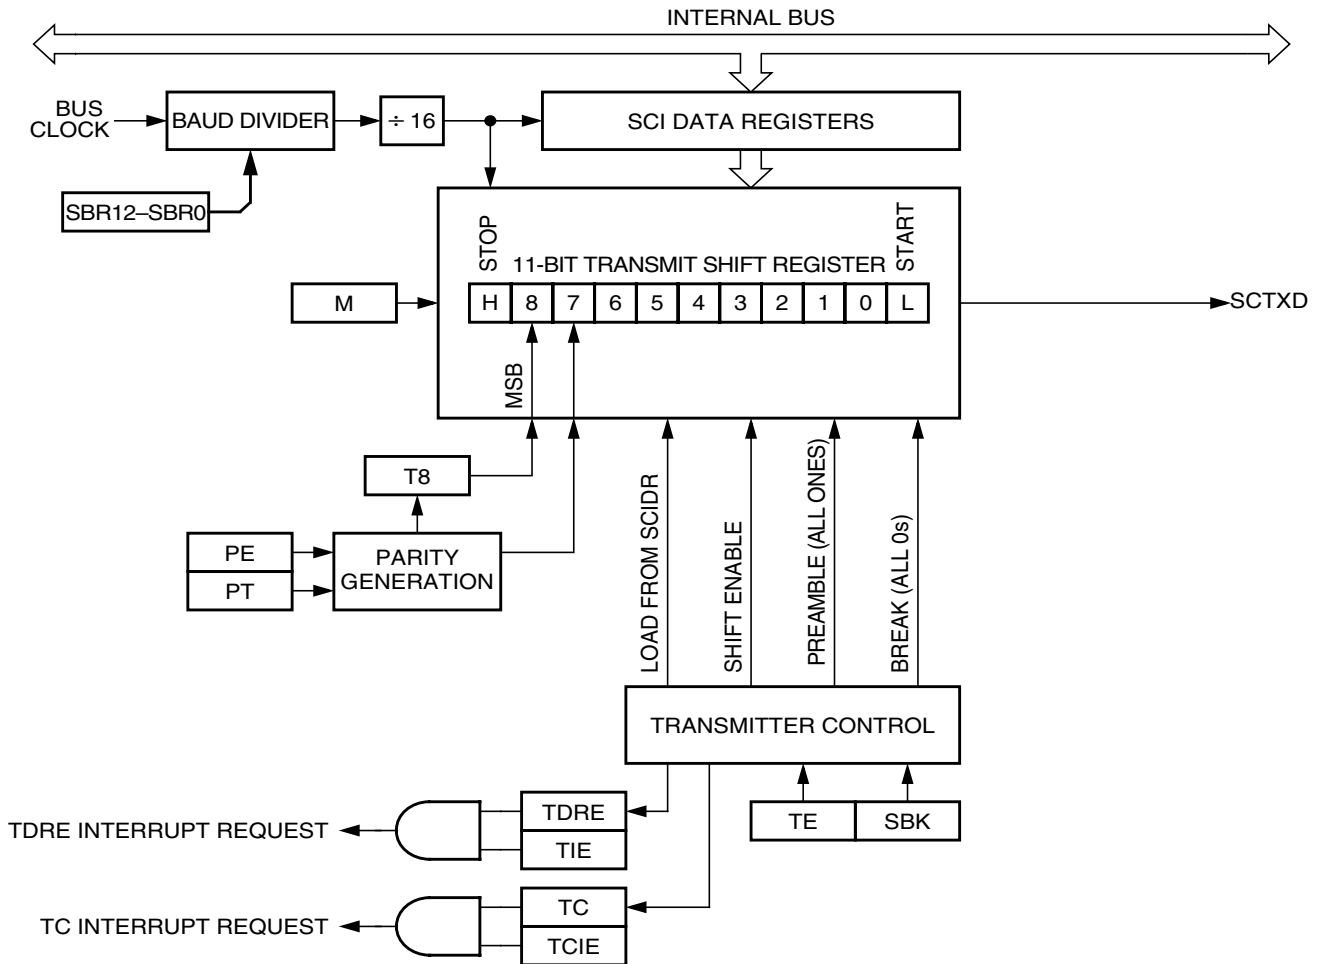 INTERNAL BUS
BUS
CLOCK
BAUD DIVIDER
÷ 16
SCI DATA REGISTERS
SBR12–SBR0
STOP
11-BIT TRANSMIT SHIFT REGISTER
START
M
H 8 7 6 5 4 3 2 1 0 L
SCTXD
MSB
T8
PE
PT
PARITY
GENERATION
LOAD FROM SCIDR
SHIFT ENABLE
PREAMBLE (ALL ONES)
BREAK (ALL 0s)
TRANSMITTER CONTROL
TDRE INTERRUPT REQUEST
TDRE
TIE
TE
SBK
TC INTERRUPT REQUEST
TC
TCIE